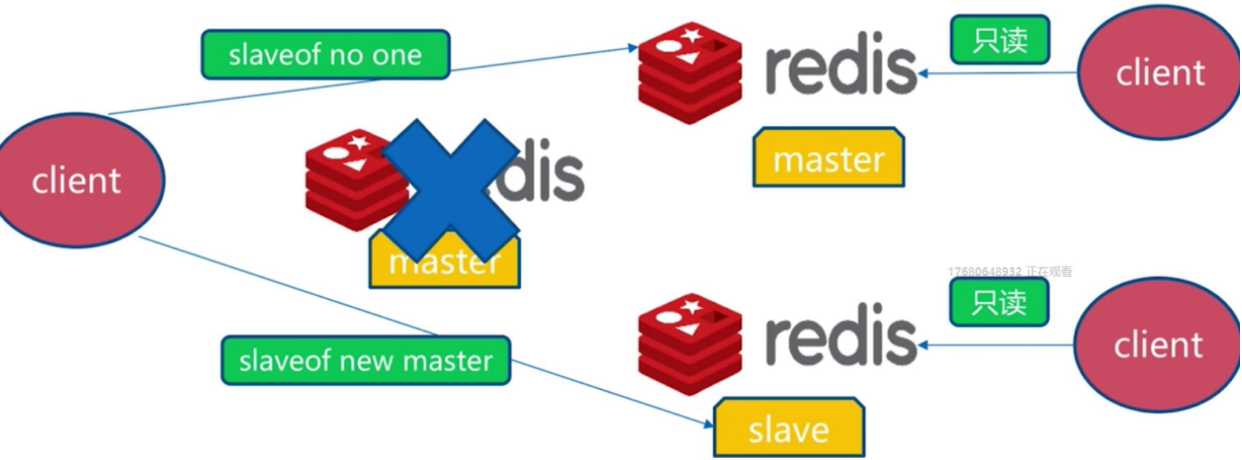 slaveof no one
redis
只读
client
client
dis
master
master
17680648932 正在观看
只读
redis
client
slaveof new master
slave